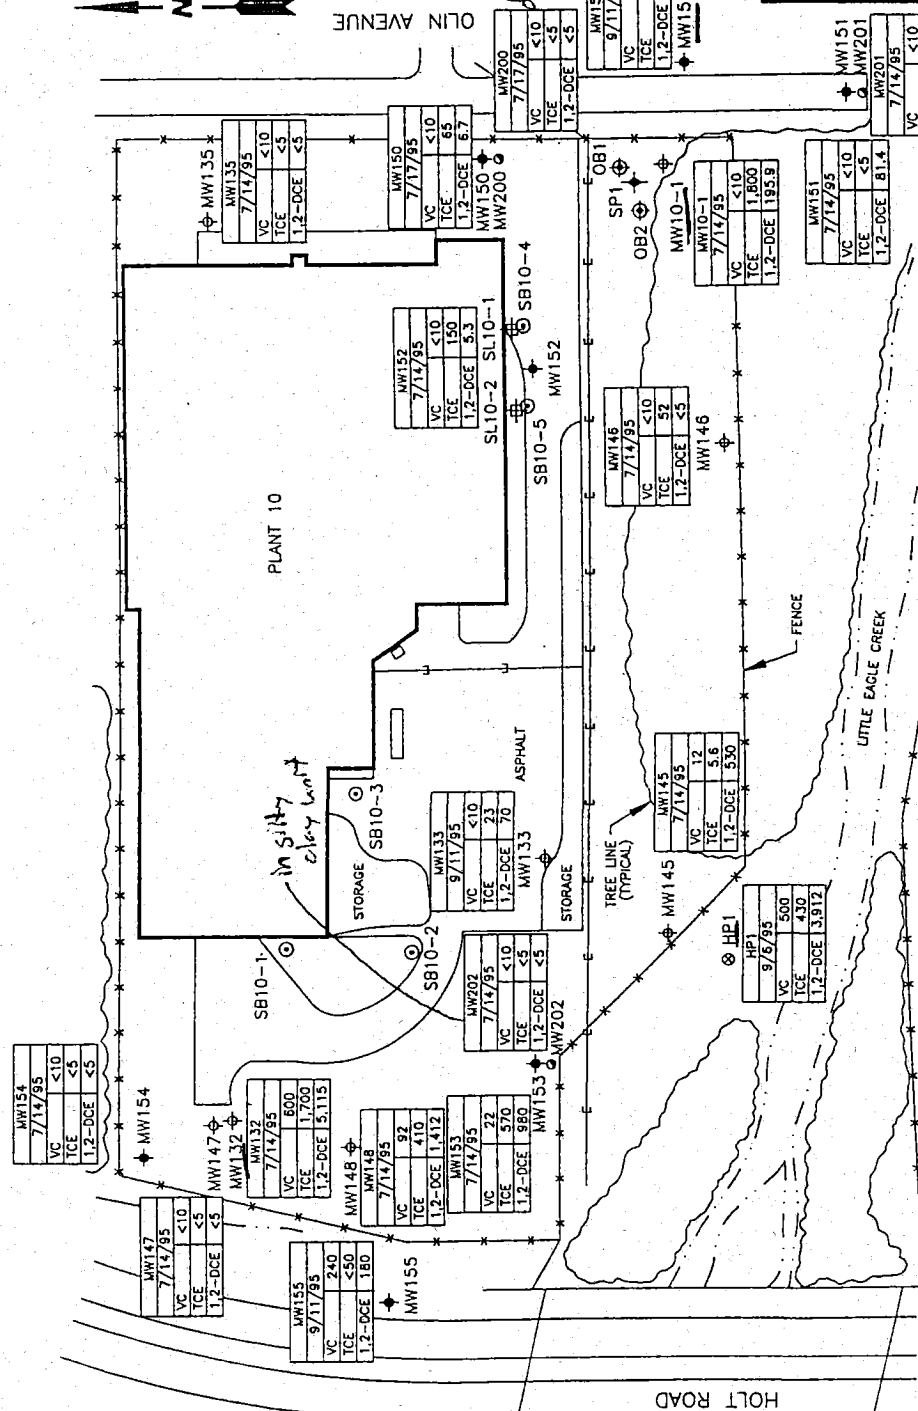 N
OLIN AVENUE
MW200
7/17/95
VC <10
TCE <5
1,2-DCE <5
9/11/
VC
TCE
1,2-DCE
MW151
MW201
MW201
7/14/95
VC <10
MW135
MW135
7/14/95
VC <10
TCE <5
1,2-DCE <5
MW150
7/17/95
VC <10
TCE 65
1,2-DCE 6.7
MW150
MW200
OB1
SP1
OB2
MW10-1
MW10-1
7/14/95
VC <10
TCE 1,800
1,2-DCE 195.9
MW151
7/14/95
VC <10
TCE <5
1,2-DCE 81.4
MW152
7/14/95
VC <10
TCE 150
1,2-DCE 5.3
SL10-1
SB10-4
SL10-2
SB10-5
MW152
MW146
7/14/95
VC <10
TCE 52
1,2-DCE <5
MW146
PLANT 10
FENCE
LITTLE EAGLE CREEK
in silty
SB10-3
ASPHALT
STORAGE
MW133
9/11/95
VC <10
TCE 23
1,2-DCE 70
MW133
STORAGE
TREE LINE
(TYPICAL)
MW145
7/14/95
VC 12
TCE 5.6
1,2-DCE 530
MW145
HP1
HP1
9/6/95
VC 500
TCE 430
1,2-DCE 3,912
SB10-1
SB10-2
MW202
7/14/95
VC <10
TCE <5
1,2-DCE <5
MW202
MW153
MW153
7/14/95
VC 22
TCE 570
1,2-DCE 980
MW154
7/14/95
VC <10
TCE <5
1,2-DCE <5
MW154
MW147
MW132
MW132
7/14/95
VC 600
TCE 1,700
1,2-DCE 5,115
MW148
MW148
7/14/95
VC 92
TCE 410
1,2-DCE 1,412
MW147
7/14/95
VC <10
TCE <5
1,2-DCE <5
MW155
9/11/95
VC 240
TCE <50
1,2-DCE 180
MW155
HOLT ROAD